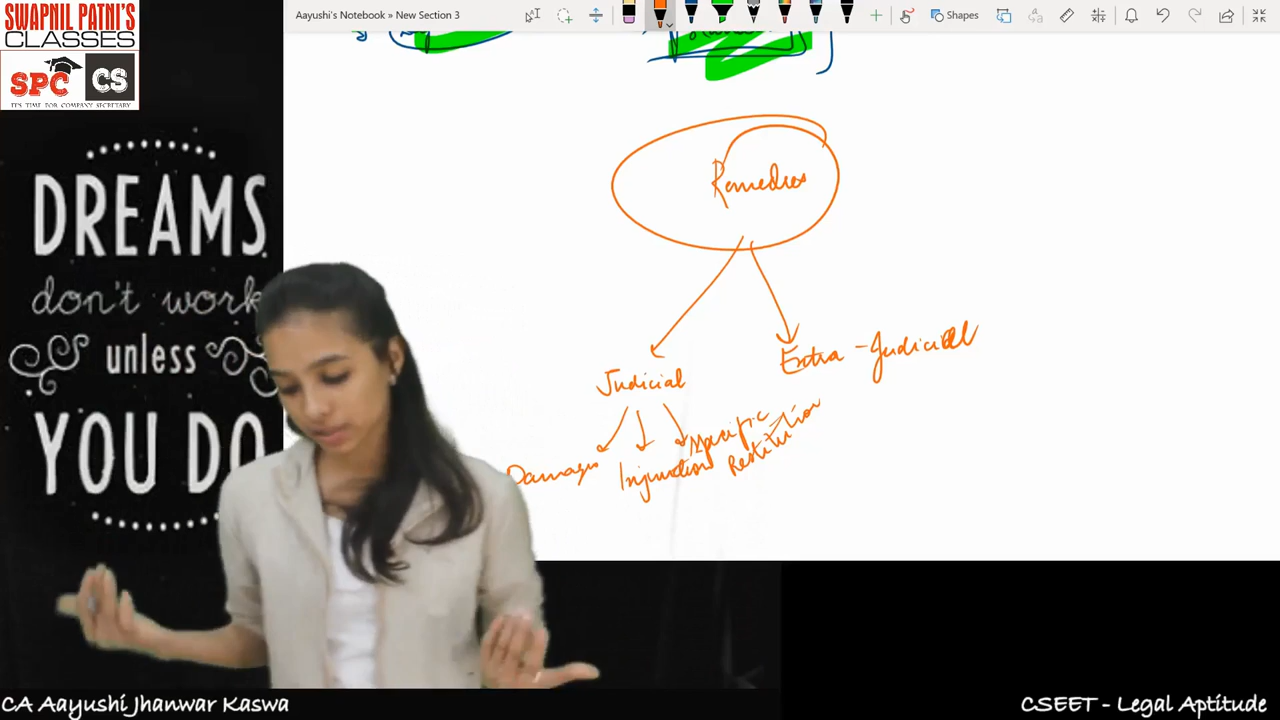 SWAPNIL PATNI'S
CLASSES
SPC CS
IT'S TIME FOR COMPANY SECRETARY
Aayushi's Notebook » New Section 3
Shapes
DREAMS
don't work
unless
YOU DO
Remedies
Judicial
Extra - Judicial
Damages
Injunction
Specific
Restitution
CA Aayushi Jhanwar Kaswa
CSEET - Legal Aptitude